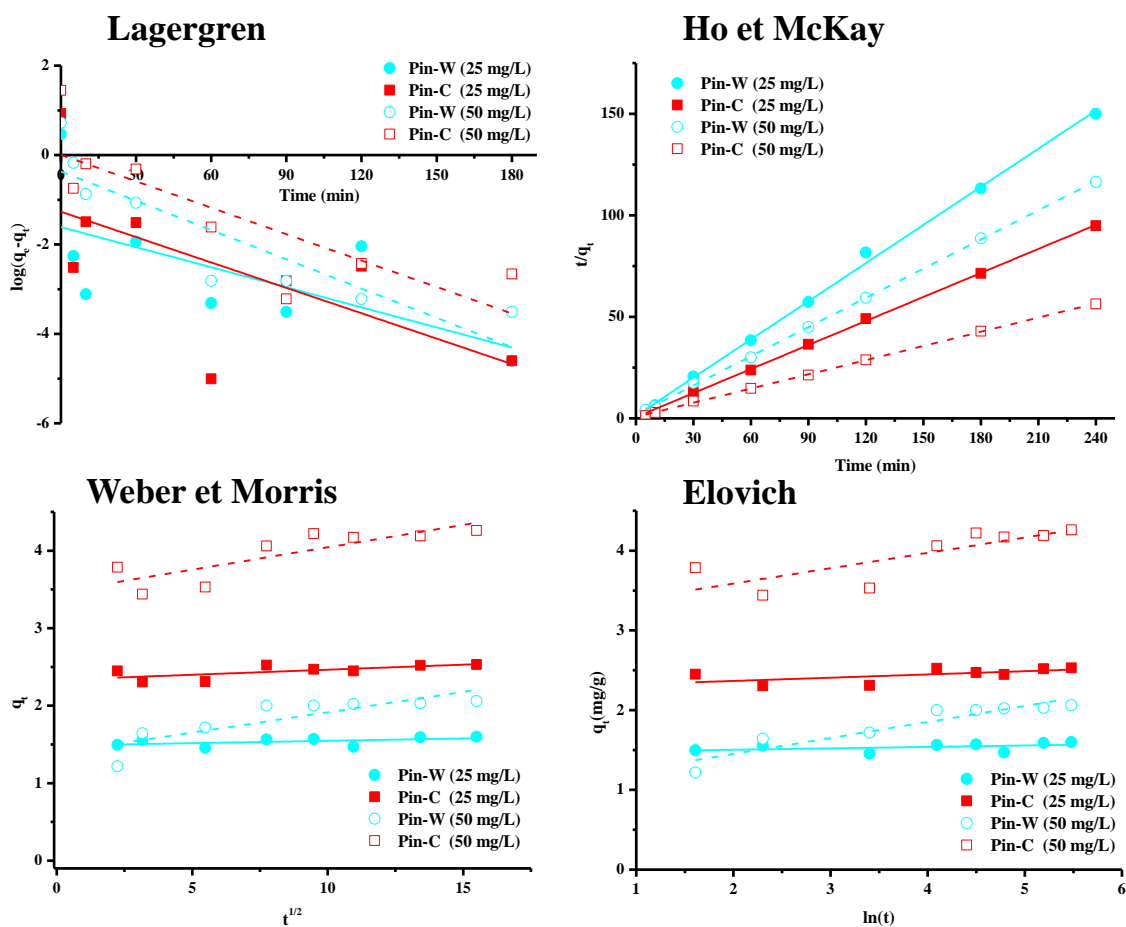 Lagergren
Pin-W (25 mg/L)
Pin-C (25 mg/L)
Pin-W (50 mg/L)
Pin-C (50 mg/L)
2
0
-2
-4
-6
0 30 60 90 120 150 180
Time (min)
log(qe-qt)
Ho et McKay
Pin-W (25 mg/L)
Pin-C (25 mg/L)
Pin-W (50 mg/L)
Pin-C (50 mg/L)
150
100
50
0
0 30 60 90 120 150 180 210 240
Time (min)
t/qt
Weber et Morris
4
3
2
1
0
qt
Pin-W (25 mg/L)
Pin-C (25 mg/L)
Pin-W (50 mg/L)
Pin-C (50 mg/L)
0 5 10 15
t1/2
Elovich
4
3
2
1
0
qt(mg/g)
Pin-W (25 mg/L)
Pin-C (25 mg/L)
Pin-W (50 mg/L)
Pin-C (50 mg/L)
1 2 3 4 5 6
ln(t)